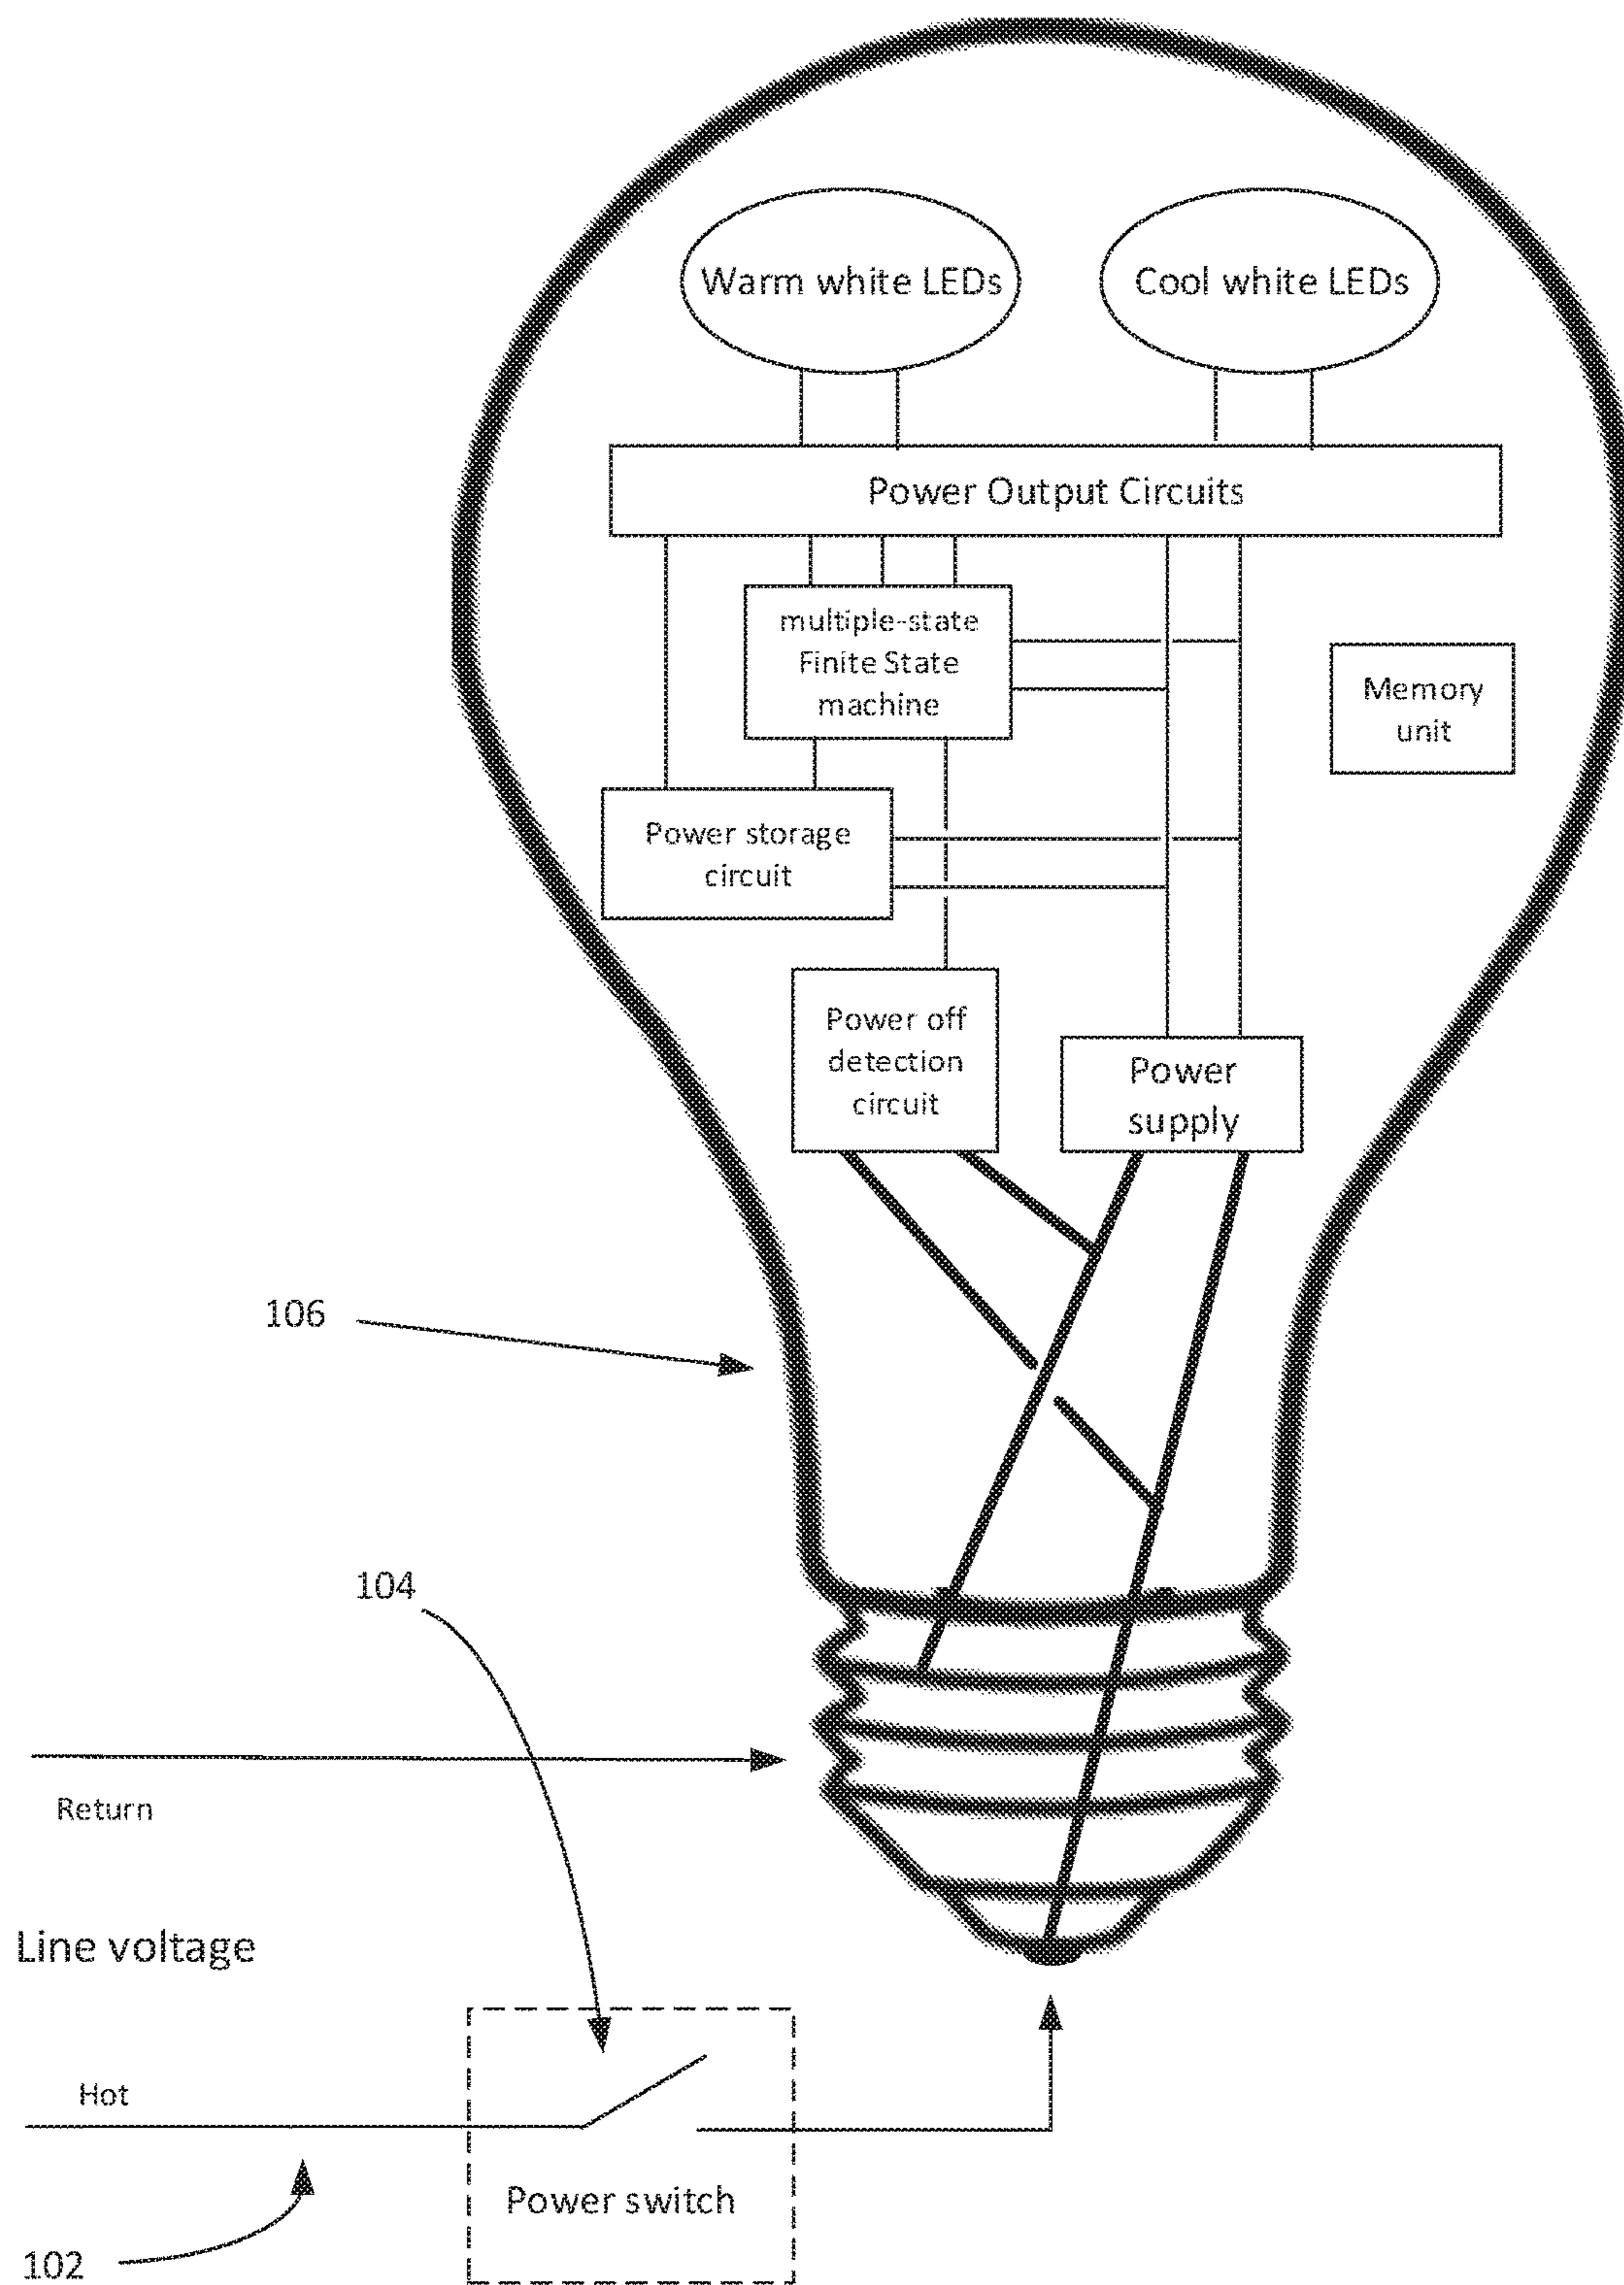 Warm white LEDs
Cool white LEDs
Power Output Circuits
multiple-state
Finite State
machine
Memory
unit
Power storage
circuit
Power off
detection
circuit
Power
supply
106
104
Return
Line voltage
Hot
Power switch
102